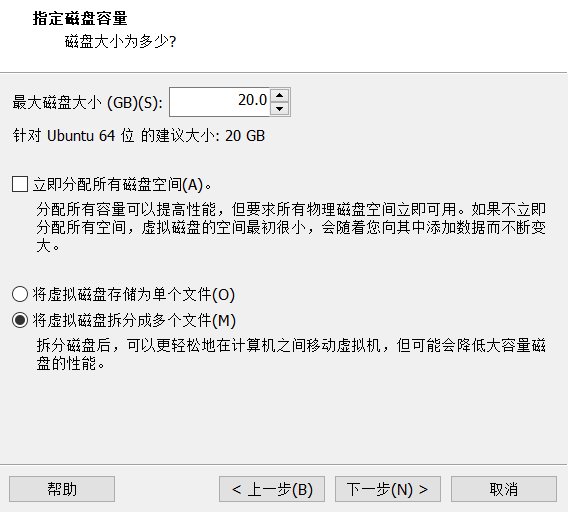 指定磁盘容量
磁盘大小为多少?
最大磁盘大小 (GB)(S): 20.0
针对 Ubuntu 64 位 的建议大小: 20 GB
立即分配所有磁盘空间(A)。
分配所有容量可以提高性能，但要求所有物理磁盘空间立即可用。如果不立即
分配所有空间，虚拟磁盘的空间最初很小，会随着您向其中添加数据而不断变
大。
将虚拟磁盘存储为单个文件(O)
将虚拟磁盘拆分成多个文件(M)
拆分磁盘后，可以更轻松地在计算机之间移动虚拟机，但可能会降低大容量磁
盘的性能。
帮助 < 上一步(B) 下一步(N) > 取消